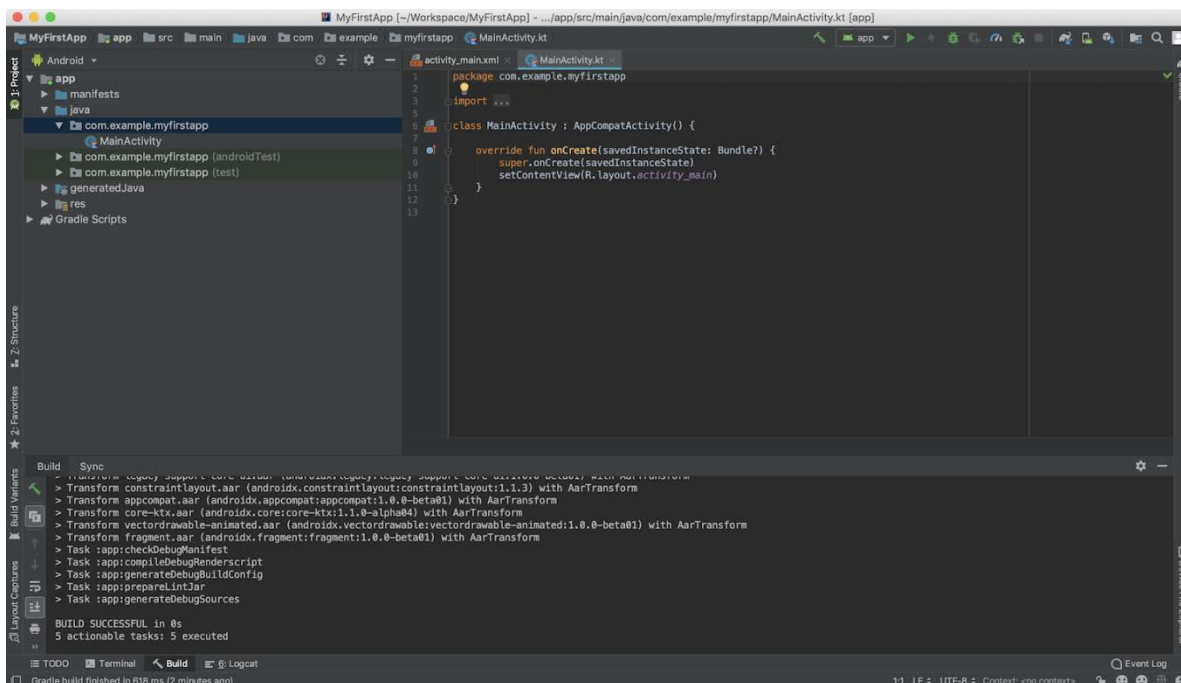 MyFirstApp [~/Workspace/MyFirstApp] - .../app/src/main/java/com/example/myfirstapp/MainActivity.kt [app]
MyFirstApp app src main java com example myfirstapp MainActivity.kt
app
1: Project
Android
app
manifests
java
com.example.myfirstapp
MainActivity
com.example.myfirstapp (androidTest)
com.example.myfirstapp (test)
generatedJava
res
Gradle Scripts
Z: Structure
2: Favorites
Build Variants
Layout Captures
activity_main.xml MainActivity.kt
1 package com.example.myfirstapp
2
3 import ...
5
6 class MainActivity : AppCompatActivity() {
7
8 override fun onCreate(savedInstanceState: Bundle?) {
9 super.onCreate(savedInstanceState)
10 setContentView(R.layout.activity_main)
11 }
12 }
13
Build Sync
> Transform constraintlayout.aar (androidx.constraintlayout:constraintlayout:1.1.3) with AarTransform
> Transform appcompat.aar (androidx.appcompat:appcompat:1.0.0-beta01) with AarTransform
> Transform core-ktx.aar (androidx.core:core-ktx:1.1.0-alpha04) with AarTransform
> Transform vectordrawable-animated.aar (androidx.vectordrawable:vectordrawable-animated:1.0.0-beta01) with AarTransform
> Transform fragment.aar (androidx.fragment:fragment:1.0.0-beta01) with AarTransform
> Task :app:checkDebugManifest
> Task :app:compileDebugRenderscript
> Task :app:generateDebugBuildConfig
> Task :app:prepareLintJar
> Task :app:generateDebugSources
BUILD SUCCESSFUL in 0s
5 actionable tasks: 5 executed
TODO Terminal Build 6: Logcat Event Log
Gradle build finished in 618 ms (2 minutes ago) 1:1 LF UTF-8 Context: <no context>